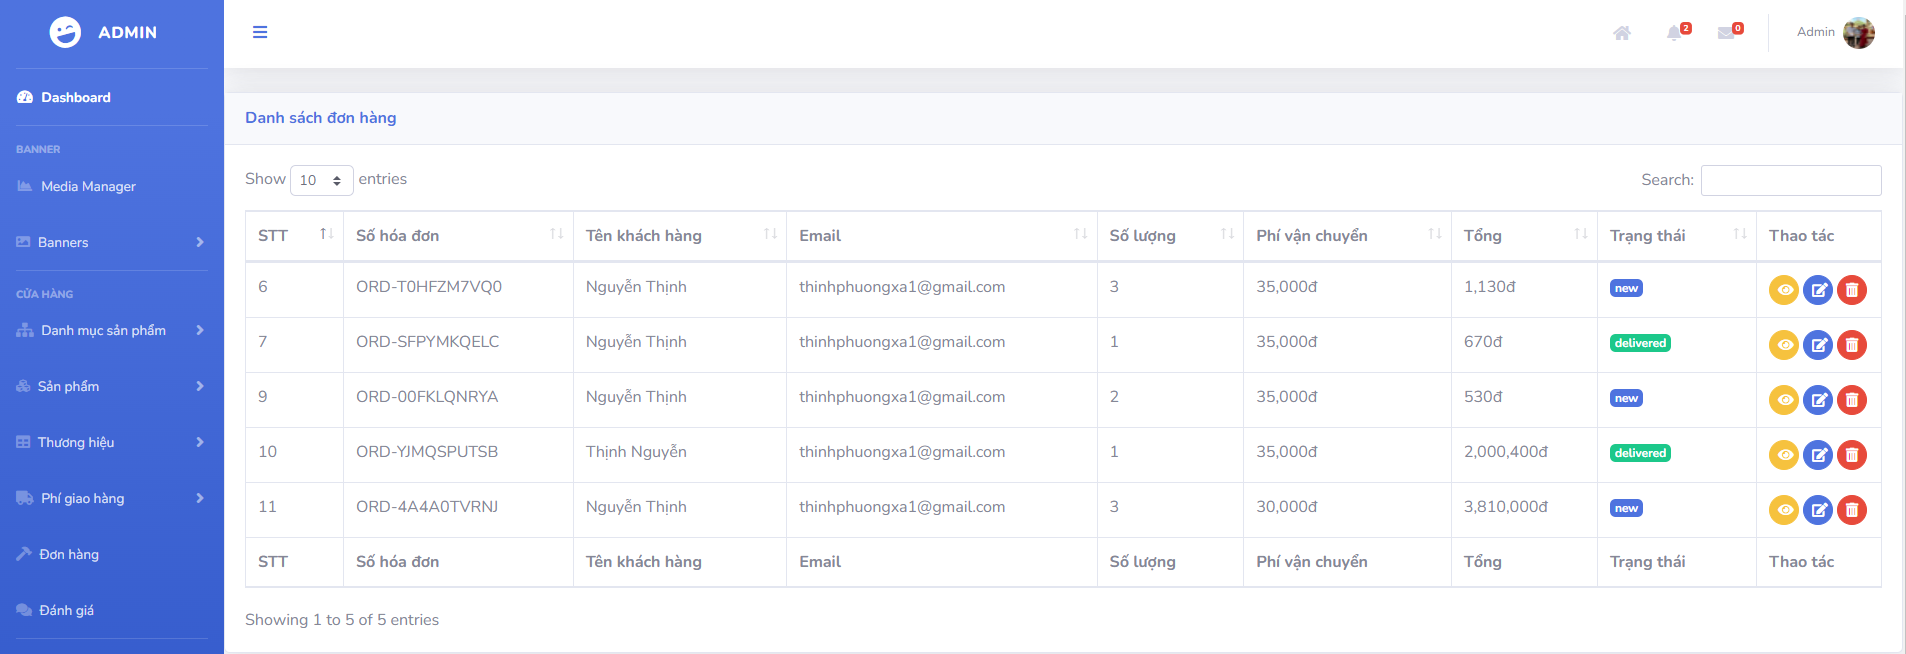 ADMIN
2
0
Admin
Dashboard
BANNER
Media Manager
Banners
CỬA HÀNG
Danh mục sản phẩm
Sản phẩm
Thương hiệu
Phí giao hàng
Đơn hàng
Đánh giá
Danh sách đơn hàng
Show 10 entries
Search:
STT Số hóa đơn Tên khách hàng Email Số lượng Phí vận chuyển Tổng Trạng thái Thao tác
6 ORD-T0HFZM7VQ0 Nguyễn Thịnh thinhphuongxa1@gmail.com 3 35,000đ 1,130đ new
7 ORD-SFPYMKQELC Nguyễn Thịnh thinhphuongxa1@gmail.com 1 35,000đ 670đ delivered
9 ORD-00FKLQNRYA Nguyễn Thịnh thinhphuongxa1@gmail.com 2 35,000đ 530đ new
10 ORD-YJMQSPUTSB Thịnh Nguyễn thinhphuongxa1@gmail.com 1 35,000đ 2,000,400đ delivered
11 ORD-4A4A0TVRNJ Nguyễn Thịnh thinhphuongxa1@gmail.com 3 30,000đ 3,810,000đ new
STT Số hóa đơn Tên khách hàng Email Số lượng Phí vận chuyển Tổng Trạng thái Thao tác
Showing 1 to 5 of 5 entries